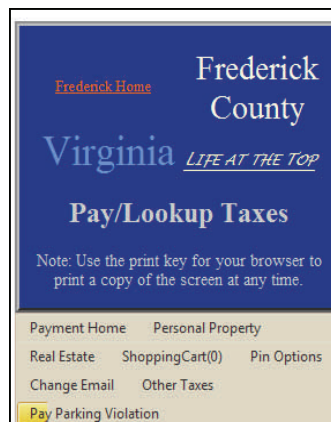 Frederick Home
Frederick
County
Virginia LIFE AT THE TOP
Pay/Lookup Taxes
Note: Use the print key for your browser to
print a copy of the screen at any time.
Payment Home Personal Property
Real Estate ShoppingCart(0) Pin Options
Change Email Other Taxes
Pay Parking Violation